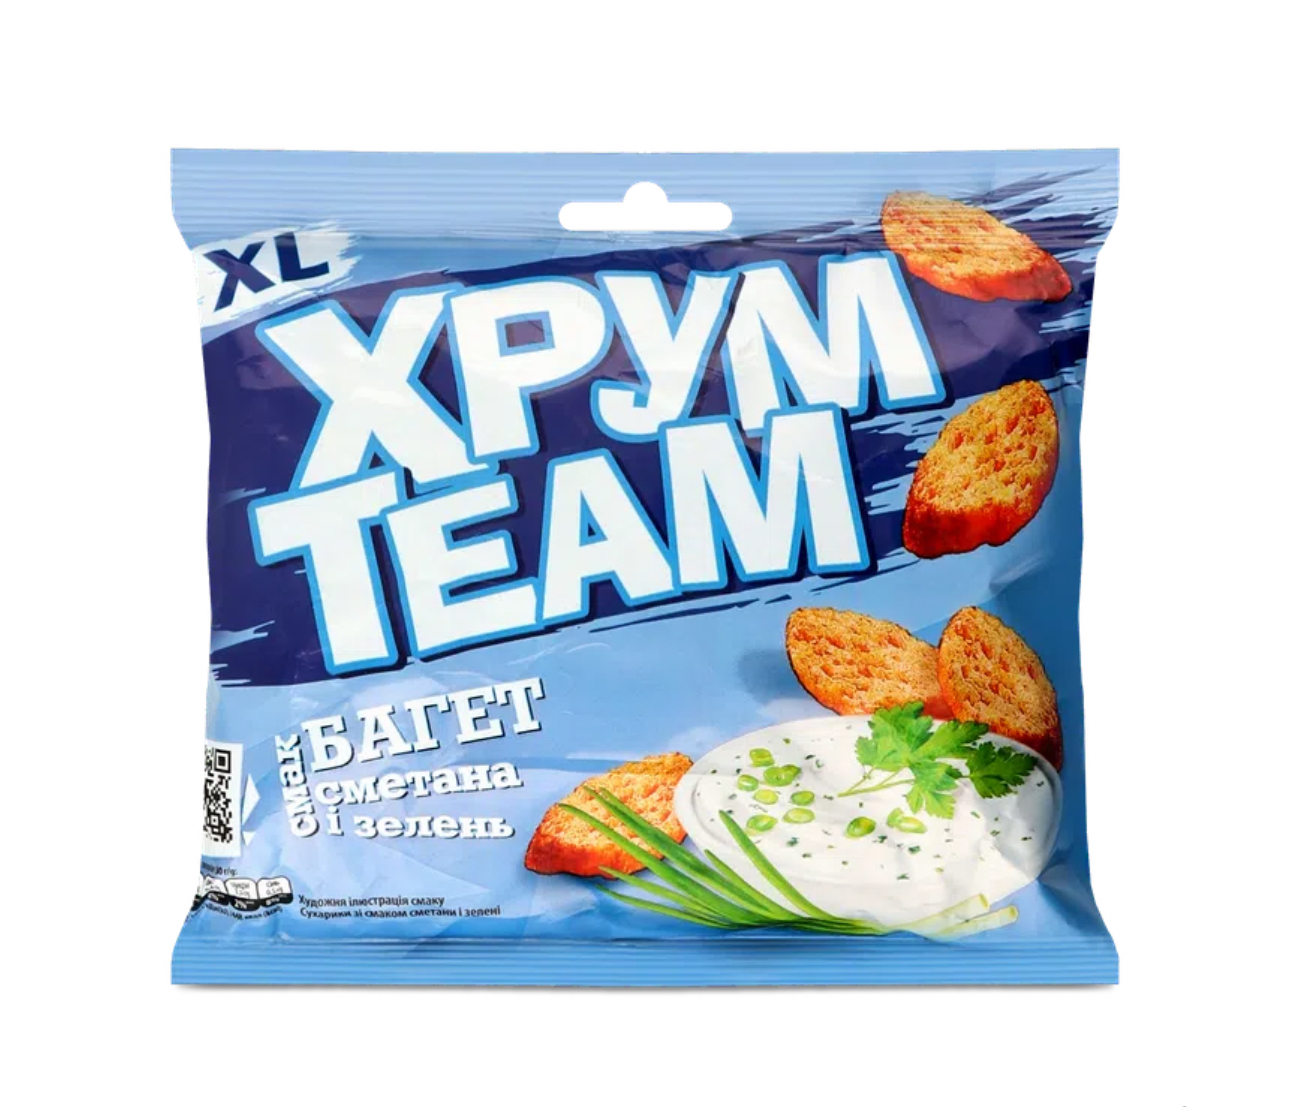 XL
ХРУМ
TEAM
смак
БАГЕТ
сметана
і зелень
Художня ілюстрація смаку
Сухарики зі смаком сметани і зелені